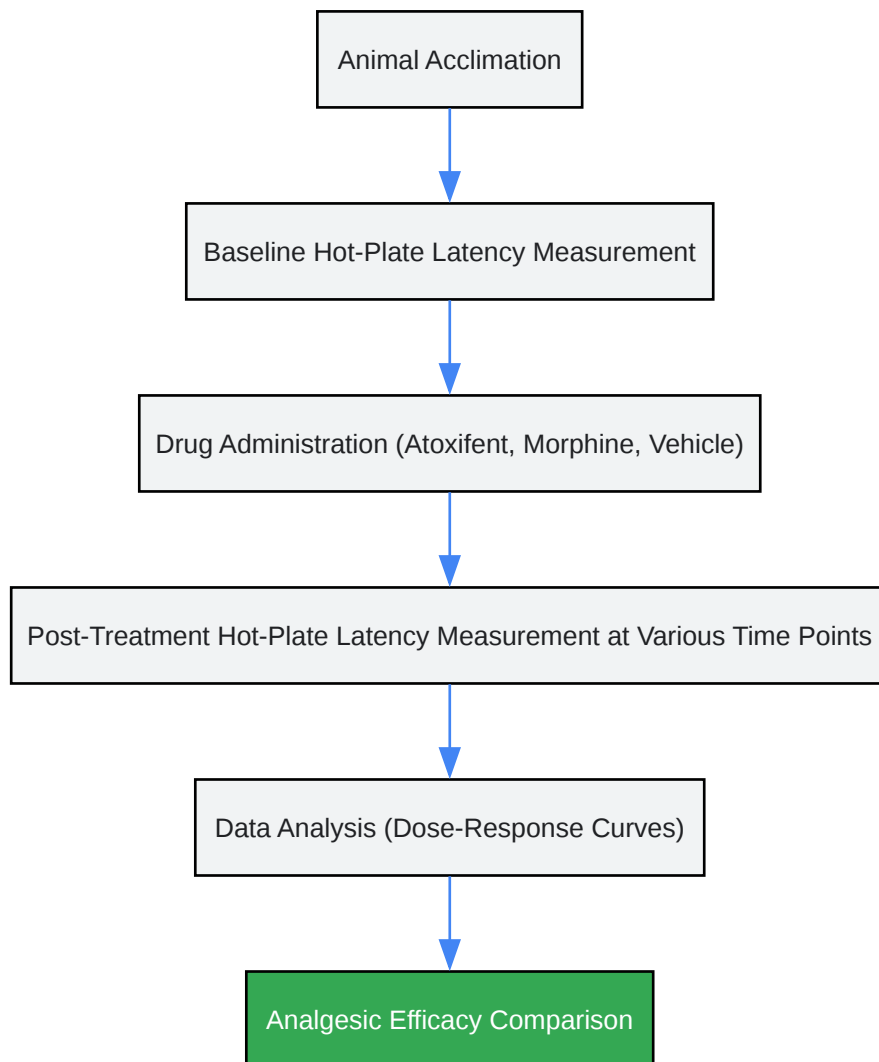 Animal Acclimation
Baseline Hot-Plate Latency Measurement
Drug Administration (Atoxifent, Morphine, Vehicle)
Post-Treatment Hot-Plate Latency Measurement at Various Time Points
Data Analysis (Dose-Response Curves)
Analgesic Efficacy Comparison